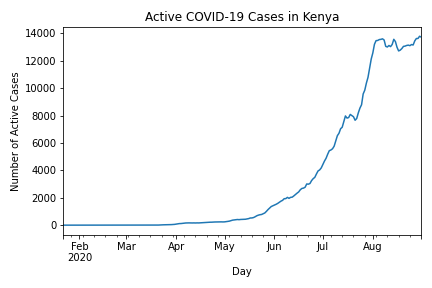 Active COVID-19 Cases in Kenya
Number of Active Cases
14000
12000
10000
8000
6000
4000
2000
0
Feb
2020
Mar
Apr
May
Jun
Jul
Aug
Day